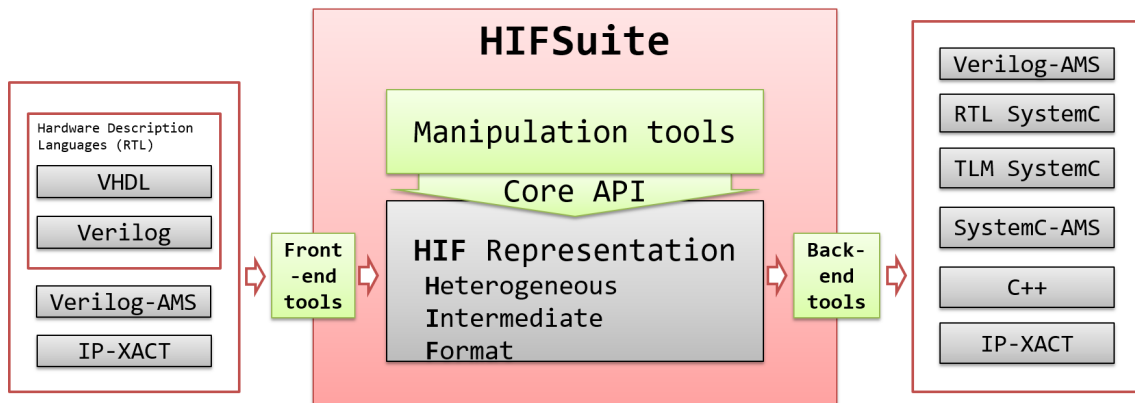 HIFSuite
Hardware Description
Languages (RTL)
VHDL
Verilog
Verilog-AMS
IP-XACT
Front
-end
tools
Manipulation tools
Core API
HIF Representation
Heterogeneous
Intermediate
Format
Back-
end
tools
Verilog-AMS
RTL SystemC
TLM SystemC
SystemC-AMS
C++
IP-XACT